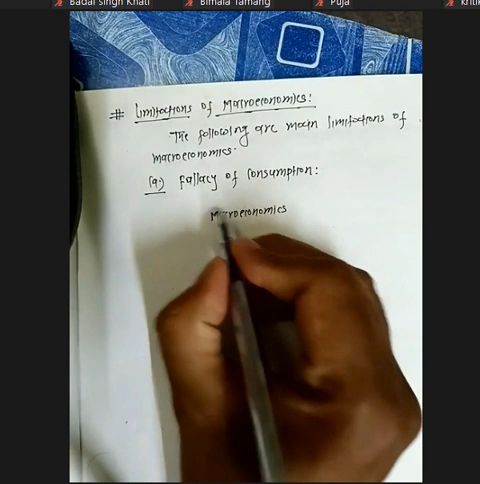 Badal singh Khati
Bimala Tamang
Puja
kritik
# Limitations of Macroeconomics:
The following are main limitations of
macroeconomics.
(a) Fallacy of Consumption:
Macroeconomics